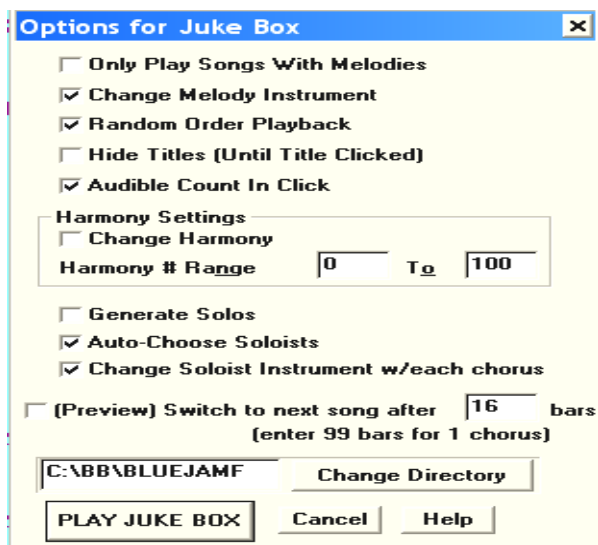 Options for Juke Box
Only Play Songs With Melodies
Change Melody Instrument
Random Order Playback
Hide Titles (Until Title Clicked)
Audible Count In Click
Harmony Settings
Change Harmony
Harmony # Range 0 To 100
Generate Solos
Auto-Choose Soloists
Change Soloist Instrument w/each chorus
(Preview) Switch to next song after 16 bars
(enter 99 bars for 1 chorus)
C:\BB\BLUEJAMF Change Directory
PLAY JUKE BOX Cancel Help